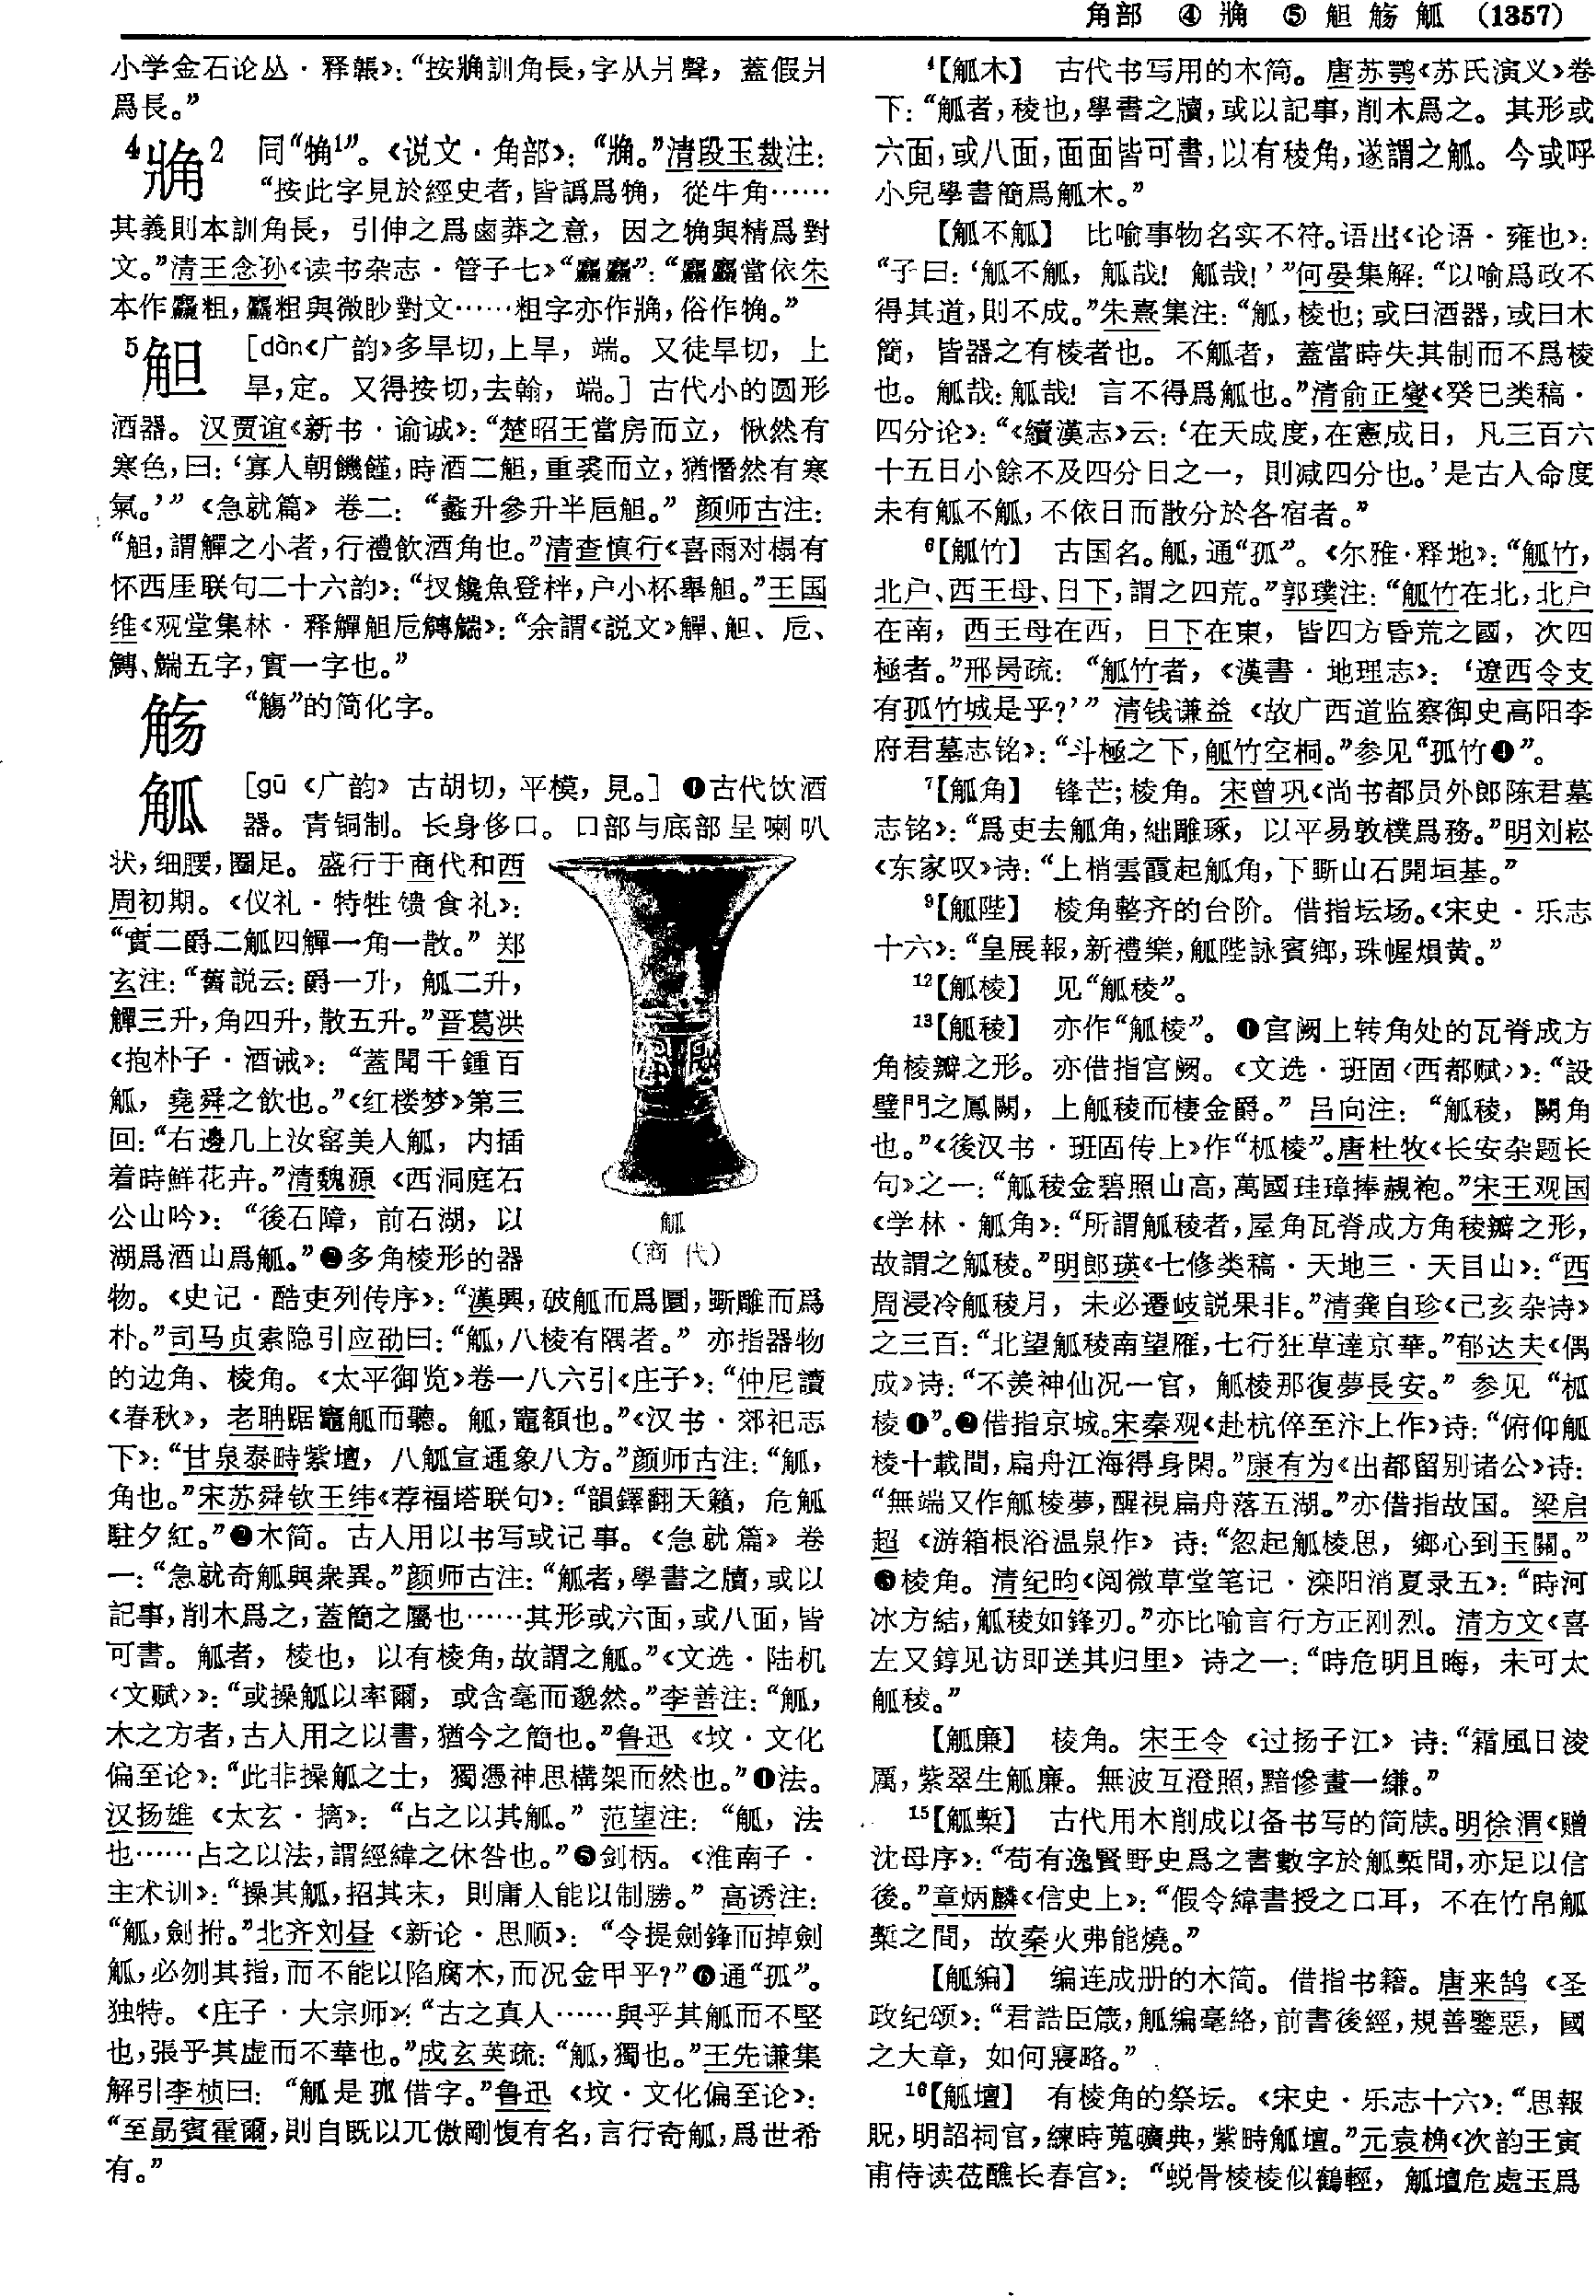 角部 ④ 觕 ⑤ 觛 觞 觚 (1357)
小学金石论丛·释䠆》：“按觕訓角長，字从爿聲，蓋假爿
爲長。”
4 2 同“觕¹”。《说文·角部》：“觕。”清段玉裁注：
“按此字見於經史者，皆譌爲觕，從牛角……
其義則本訓角長，引伸之爲鹵莽之意，因之觕與精爲對
文。”清王念孙《读书杂志·管子七》“麤麤”：“麤麤當依朱
本作麤粗，麤粗與微眇對文……粗字亦作觕，俗作觕。”
5觛 [dàn《广韵》多旱切，上旱，端。又徒旱切，上
旱，定。又得按切，去翰，端。] 古代小的圆形
酒器。汉贾谊《新书·谕诚》：“楚昭王當房而立，愀然有
寒色，曰：‘寡人朝饑饉，時酒二觛，重裘而立，猶憯然有寒
氣。’”《急就篇》卷二：“蠡升參升半卮觛。”颜师古注：
“觛，謂觶之小者，行禮飲酒角也。”清查慎行《喜雨对榻有
怀西厓联句二十六韵》：“扠饞魚登柈，户小杯舉觛。”王国
维《观堂集林·释觶觛卮𧣨𧤗》：“余謂《説文》觶、觛、卮、
𧣨、𧤗五字，實一字也。”
觞 “觴”的简化字。
觚 [gū《广韵》古胡切，平模，見。] ❶古代饮酒
器。青铜制。长身侈口。口部与底部呈喇叭
状，细腰，圈足。盛行于商代和西
周初期。《仪礼·特牲馈食礼》：
“實二爵二觚四觶一角一散。”郑
玄注：“舊説云：爵一升，觚二升，
觶三升，角四升，散五升。”晋葛洪
《抱朴子·酒诫》：“蓋聞千鍾百
觚，堯舜之飲也。”《红楼梦》第三
回：“右邊几上汝窑美人觚，内插
着時鮮花卉。”清魏源《西洞庭石
公山吟》：“後石障，前石湖，以
湖爲酒山爲觚。”❷多角棱形的器
觚
（商代）
物。《史记·酷吏列传序》：“漢興，破觚而爲圜，斲雕而爲
朴。”司马贞索隐引应劭曰：“觚，八棱有隅者。”亦指器物
的边角、棱角。《太平御览》卷一八六引《庄子》：“仲尼讀
《春秋》，老聃踞竈觚而聽。觚，竈額也。”《汉书·郊祀志
下》：“甘泉泰畤紫壇，八觚宣通象八方。”颜师古注：“觚，
角也。”宋苏舜钦王纬《荐福塔联句》：“韻鐸翻天籟，危觚
駐夕紅。”❷木简。古人用以书写或记事。《急就篇》卷
一：“急就奇觚與衆異。”颜师古注：“觚者，學書之牘，或以
記事，削木爲之，蓋簡之屬也……其形或六面，或八面，皆
可書。觚者，棱也，以有棱角，故謂之觚。”《文选·陆机
〈文赋〉》：“或操觚以率爾，或含毫而邈然。”李善注：“觚，
木之方者，古人用之以書，猶今之簡也。”鲁迅《坟·文化
偏至论》：“此非操觚之士，獨憑神思構架而然也。”❹法。
汉扬雄《太玄·摛》：“占之以其觚。”范望注：“觚，法
也……占之以法，謂經緯之休咎也。”❺剑柄。《淮南子·
主术训》：“操其觚，招其末，則庸人能以制勝。”高诱注：
“觚，劍拊。”北齐刘昼《新论·思顺》：“令提劍鋒而掉劍
觚，必刎其指，而不能以陷腐木，而况金甲乎？”❻通“孤”。
独特。《庄子·大宗师》：“古之真人……與乎其觚而不堅
也，張乎其虚而不華也。”成玄英疏：“觚，獨也。”王先谦集
解引李桢曰：“觚是孤借字。”鲁迅《坟·文化偏至论》：
“至勗賓霍爾，則自既以兀傲剛愎有名，言行奇觚，爲世希
有。”
⁴【觚木】 古代书写用的木简。唐苏鹗《苏氏演义》卷
下：“觚者，稜也，學書之牘，或以記事，削木爲之。其形或
六面，或八面，面面皆可書，以有稜角，遂謂之觚。今或呼
小兒學書簡爲觚木。”
【觚不觚】 比喻事物名实不符。语出《论语·雍也》：
“子曰：‘觚不觚，觚哉！觚哉！’”何晏集解：“以喻爲政不
得其道，則不成。”朱熹集注：“觚，棱也；或曰酒器，或曰木
簡，皆器之有棱者也。不觚者，蓋當時失其制而不爲棱
也。觚哉！觚哉！言不得爲觚也。”清俞正燮《癸巳类稿·
四分论》：“《續漢志》云：‘在天成度，在憲成日，凡三百六
十五日小餘不及四分日之一，則减四分也。’是古人命度
未有觚不觚，不依日而散分於各宿者。”
⁶【觚竹】 古国名。觚，通“孤”。《尔雅·释地》：“觚竹，
北户、西王母、日下，謂之四荒。”郭璞注：“觚竹在北，北户
在南，西王母在西，日下在東，皆四方昏荒之國，次四
極者。”邢昺疏：“觚竹者，《漢書·地理志》：‘遼西令支
有孤竹城是乎？’”清钱谦益《故广西道监察御史高阳李
府君墓志铭》：“斗極之下，觚竹空桐。”参见“孤竹❹”。
⁷【觚角】 锋芒；棱角。宋曾巩《尚书都员外郎陈君墓
志铭》：“爲吏去觚角，絀雕琢，以平易敦樸爲務。”明刘崧
《东家叹》诗：“上梢雲霞起觚角，下斸山石開垣基。”
⁹【觚陛】 棱角整齐的台阶。借指坛场。《宋史·乐志
十六》：“皇展報，新禮樂，觚陛詠賓鄉，珠幄熉黄。”
¹²【觚棱】 见“觚稜”。
¹³【觚稜】 亦作“觚棱”。❶宫阙上转角处的瓦脊成方
角棱瓣之形。亦借指宫阙。《文选·班固〈西都赋〉》：“設
璧門之鳳闕，上觚稜而棲金爵。”吕向注：“觚稜，闕角
也。”《後汉书·班固传上》作“柧棱”。唐杜牧《长安杂题长
句》之一：“觚稜金碧照山高，萬國珪璋捧赭袍。”宋王观国
《学林·觚角》：“所謂觚稜者，屋角瓦脊成方角稜瓣之形，
故謂之觚稜。”明郎瑛《七修类稿·天地三·天目山》：“西
周浸冷觚稜月，未必遷岐説果非。”清龚自珍《己亥杂诗》
之三百：“北望觚稜南望雁，七行狂草達京華。”郁达夫《偶
成》诗：“不羨神仙况一官，觚棱那復夢長安。”参见“柧
棱❶”。❷借指京城。宋秦观《赴杭倅至汴上作》诗：“俯仰觚
棱十載間，扁舟江海得身閑。”康有为《出都留别诸公》诗：
“無端又作觚棱夢，醒視扁舟落五湖。”亦借指故国。梁启
超《游箱根浴温泉作》诗：“忽起觚棱思，鄉心到玉關。”
❸棱角。清纪昀《阅微草堂笔记·滦阳消夏录五》：“時河
冰方結，觚稜如鋒刃。”亦比喻言行方正刚烈。清方文《喜
左又錞见访即送其归里》诗之一：“時危明且晦，未可太
觚稜。”
【觚廉】 棱角。宋王令《过扬子江》诗：“霜風日淩
厲，紫翠生觚廉。無波互澄照，黯慘畫一縑。”
¹⁵【觚槧】 古代用木削成以备书写的简牍。明徐渭《赠
沈母序》：“苟有逸賢野史爲之書數字於觚槧間，亦足以信
後。”章炳麟《信史上》：“假令緯書授之口耳，不在竹帛觚
槧之間，故秦火弗能燒。”
【觚編】 编连成册的木简。借指书籍。唐来鹄《圣
政纪颂》：“君誥臣箴，觚編毫絡，前書後經，規善鑒惡，國
之大章，如何寢略。”
¹⁶【觚壇】 有棱角的祭坛。《宋史·乐志十六》：“思報
貺，明詔祠官，練時蒐曠典，紫畤觚壇。”元袁桷《次韵王寅
甫侍读莅醮长春宫》：“蜕骨棱棱似鶴輕，觚壇危處玉爲